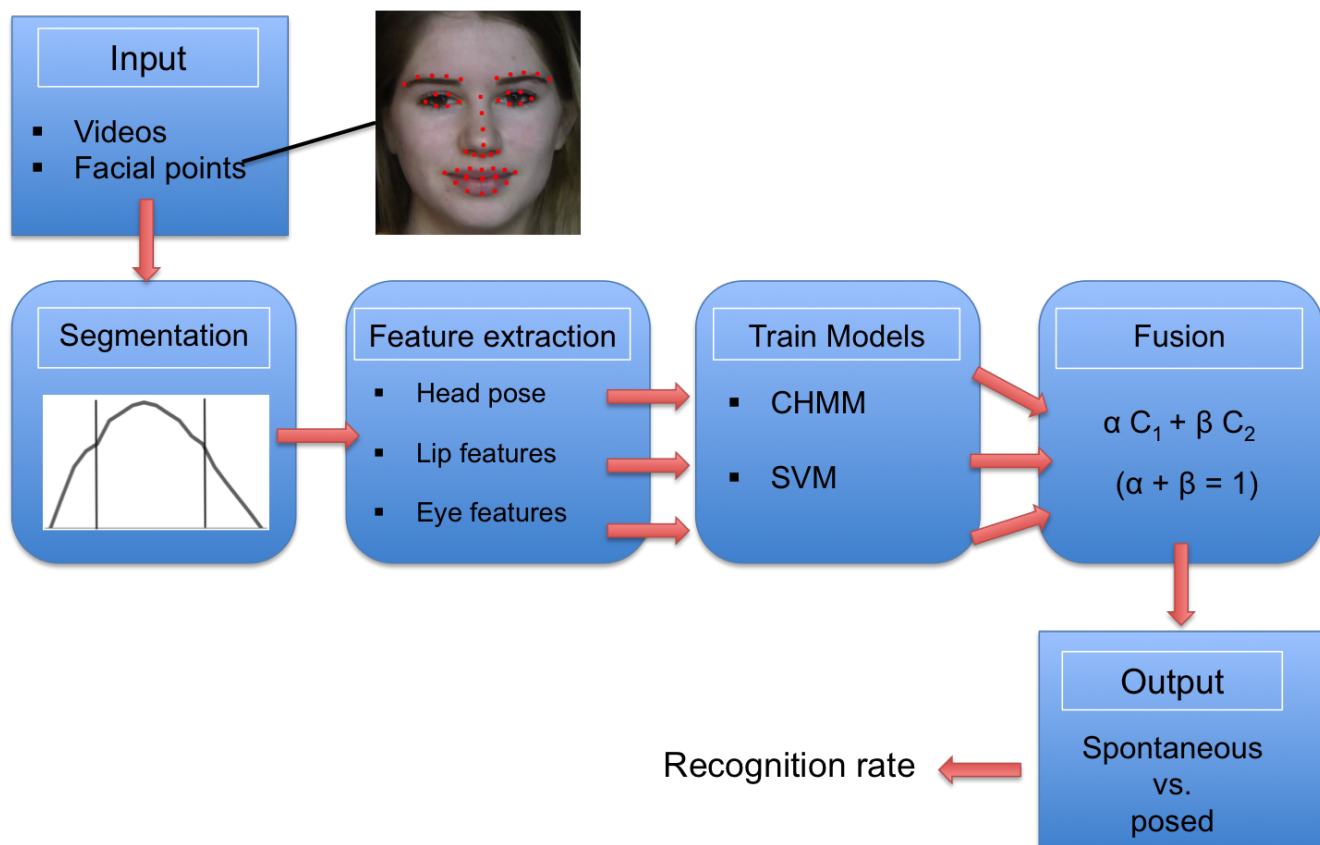 Input
▪ Videos
▪ Facial points
Segmentation
Feature extraction
▪ Head pose
▪ Lip features
▪ Eye features
Train Models
▪ CHMM
▪ SVM
Fusion
α C₁ + β C₂
(α + β = 1)
Output
Spontaneous
vs.
posed
Recognition rate